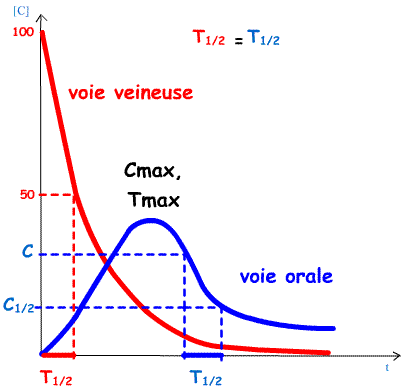 [C]
T1/2 = T1/2
100
voie veineuse
Cmax,
Tmax
50
C
voie orale
C1/2
t
T1/2
T1/2